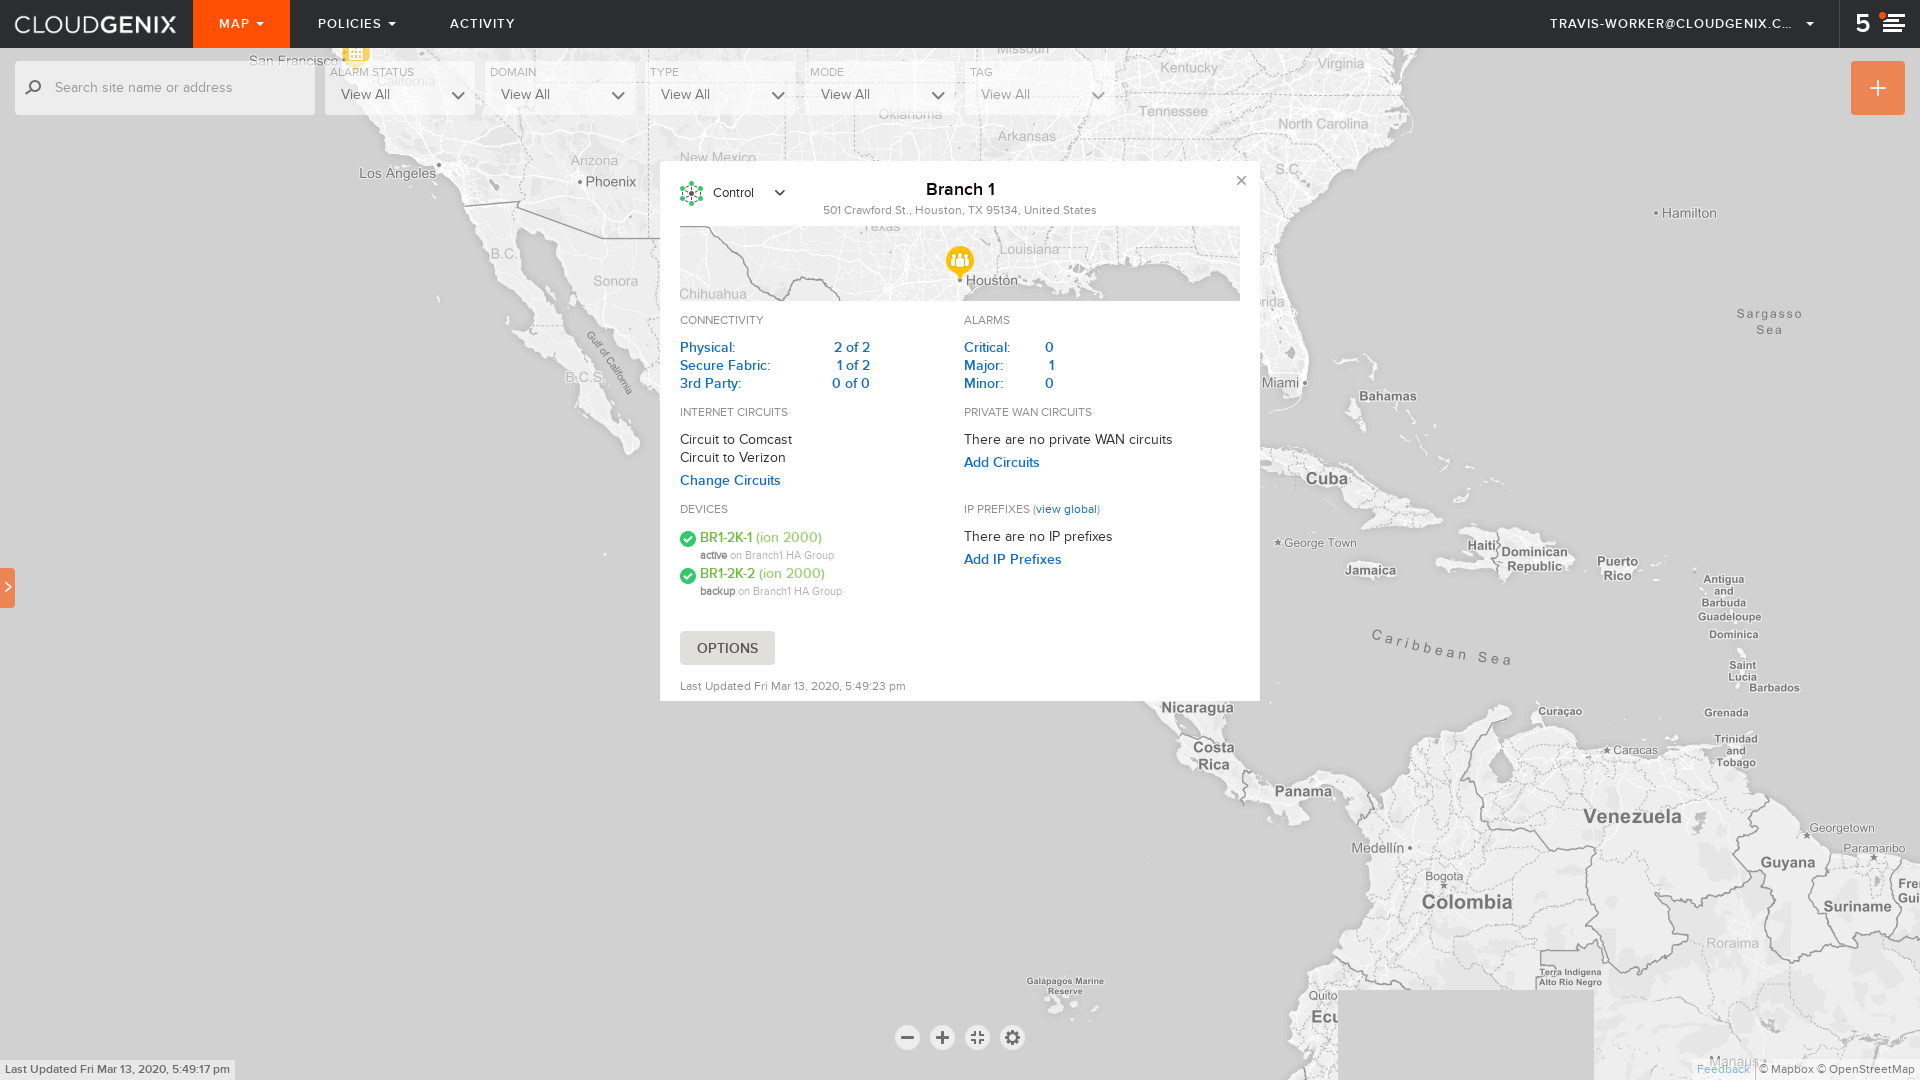 CLOUDGENIX
MAP
POLICIES
ACTIVITY
TRAVIS-WORKER@CLOUDGENIX.C...
5
San Francisco
Search site name or address
ALARM STATUS
View All
DOMAIN
View All
TYPE
View All
MODE
View All
TAG
View All
California
Missouri
Kentucky
Virginia
Oklahoma
Tennessee
Arkansas
North Carolina
Arizona
New Mexico
S.C.
Los Angeles
Phoenix
Hamilton
B.C.
Sonora
Gulf of California
B.C.S.
Sargasso
Sea
Miami
Bahamas
Control
Branch 1
501 Crawford St., Houston, TX 95134, United States
Texas
Louisiana
Houston
Chihuahua
CONNECTIVITY
Physical: 2 of 2
Secure Fabric: 1 of 2
3rd Party: 0 of 0
ALARMS
Critical: 0
Major: 1
Minor: 0
INTERNET CIRCUITS
Circuit to Comcast
Circuit to Verizon
Change Circuits
PRIVATE WAN CIRCUITS
There are no private WAN circuits
Add Circuits
DEVICES
BR1-2K-1 (ion 2000)
active on Branch1 HA Group
BR1-2K-2 (ion 2000)
backup on Branch1 HA Group
IP PREFIXES (view global)
There are no IP prefixes
Add IP Prefixes
OPTIONS
Last Updated Fri Mar 13, 2020, 5:49:23 pm
Cuba
George Town
Haiti
Dominican
Republic
Jamaica
Puerto
Rico
Antigua
and
Barbuda
Guadeloupe
Dominica
Saint
Lucia
Barbados
Caribbean Sea
Grenada
Curaçao
Trinidad
and
Tobago
Caracas
Nicaragua
Costa
Rica
Panama
Venezuela
Georgetown
Paramaribo
Medellín
Guyana
Bogota
Colombia
Suriname
Roraima
Terra Indígena
Alto Rio Negro
Galápagos Marine
Reserve
Quito
Manaus
Last Updated Fri Mar 13, 2020, 5:49:17 pm
Feedback
© Mapbox © OpenStreetMap